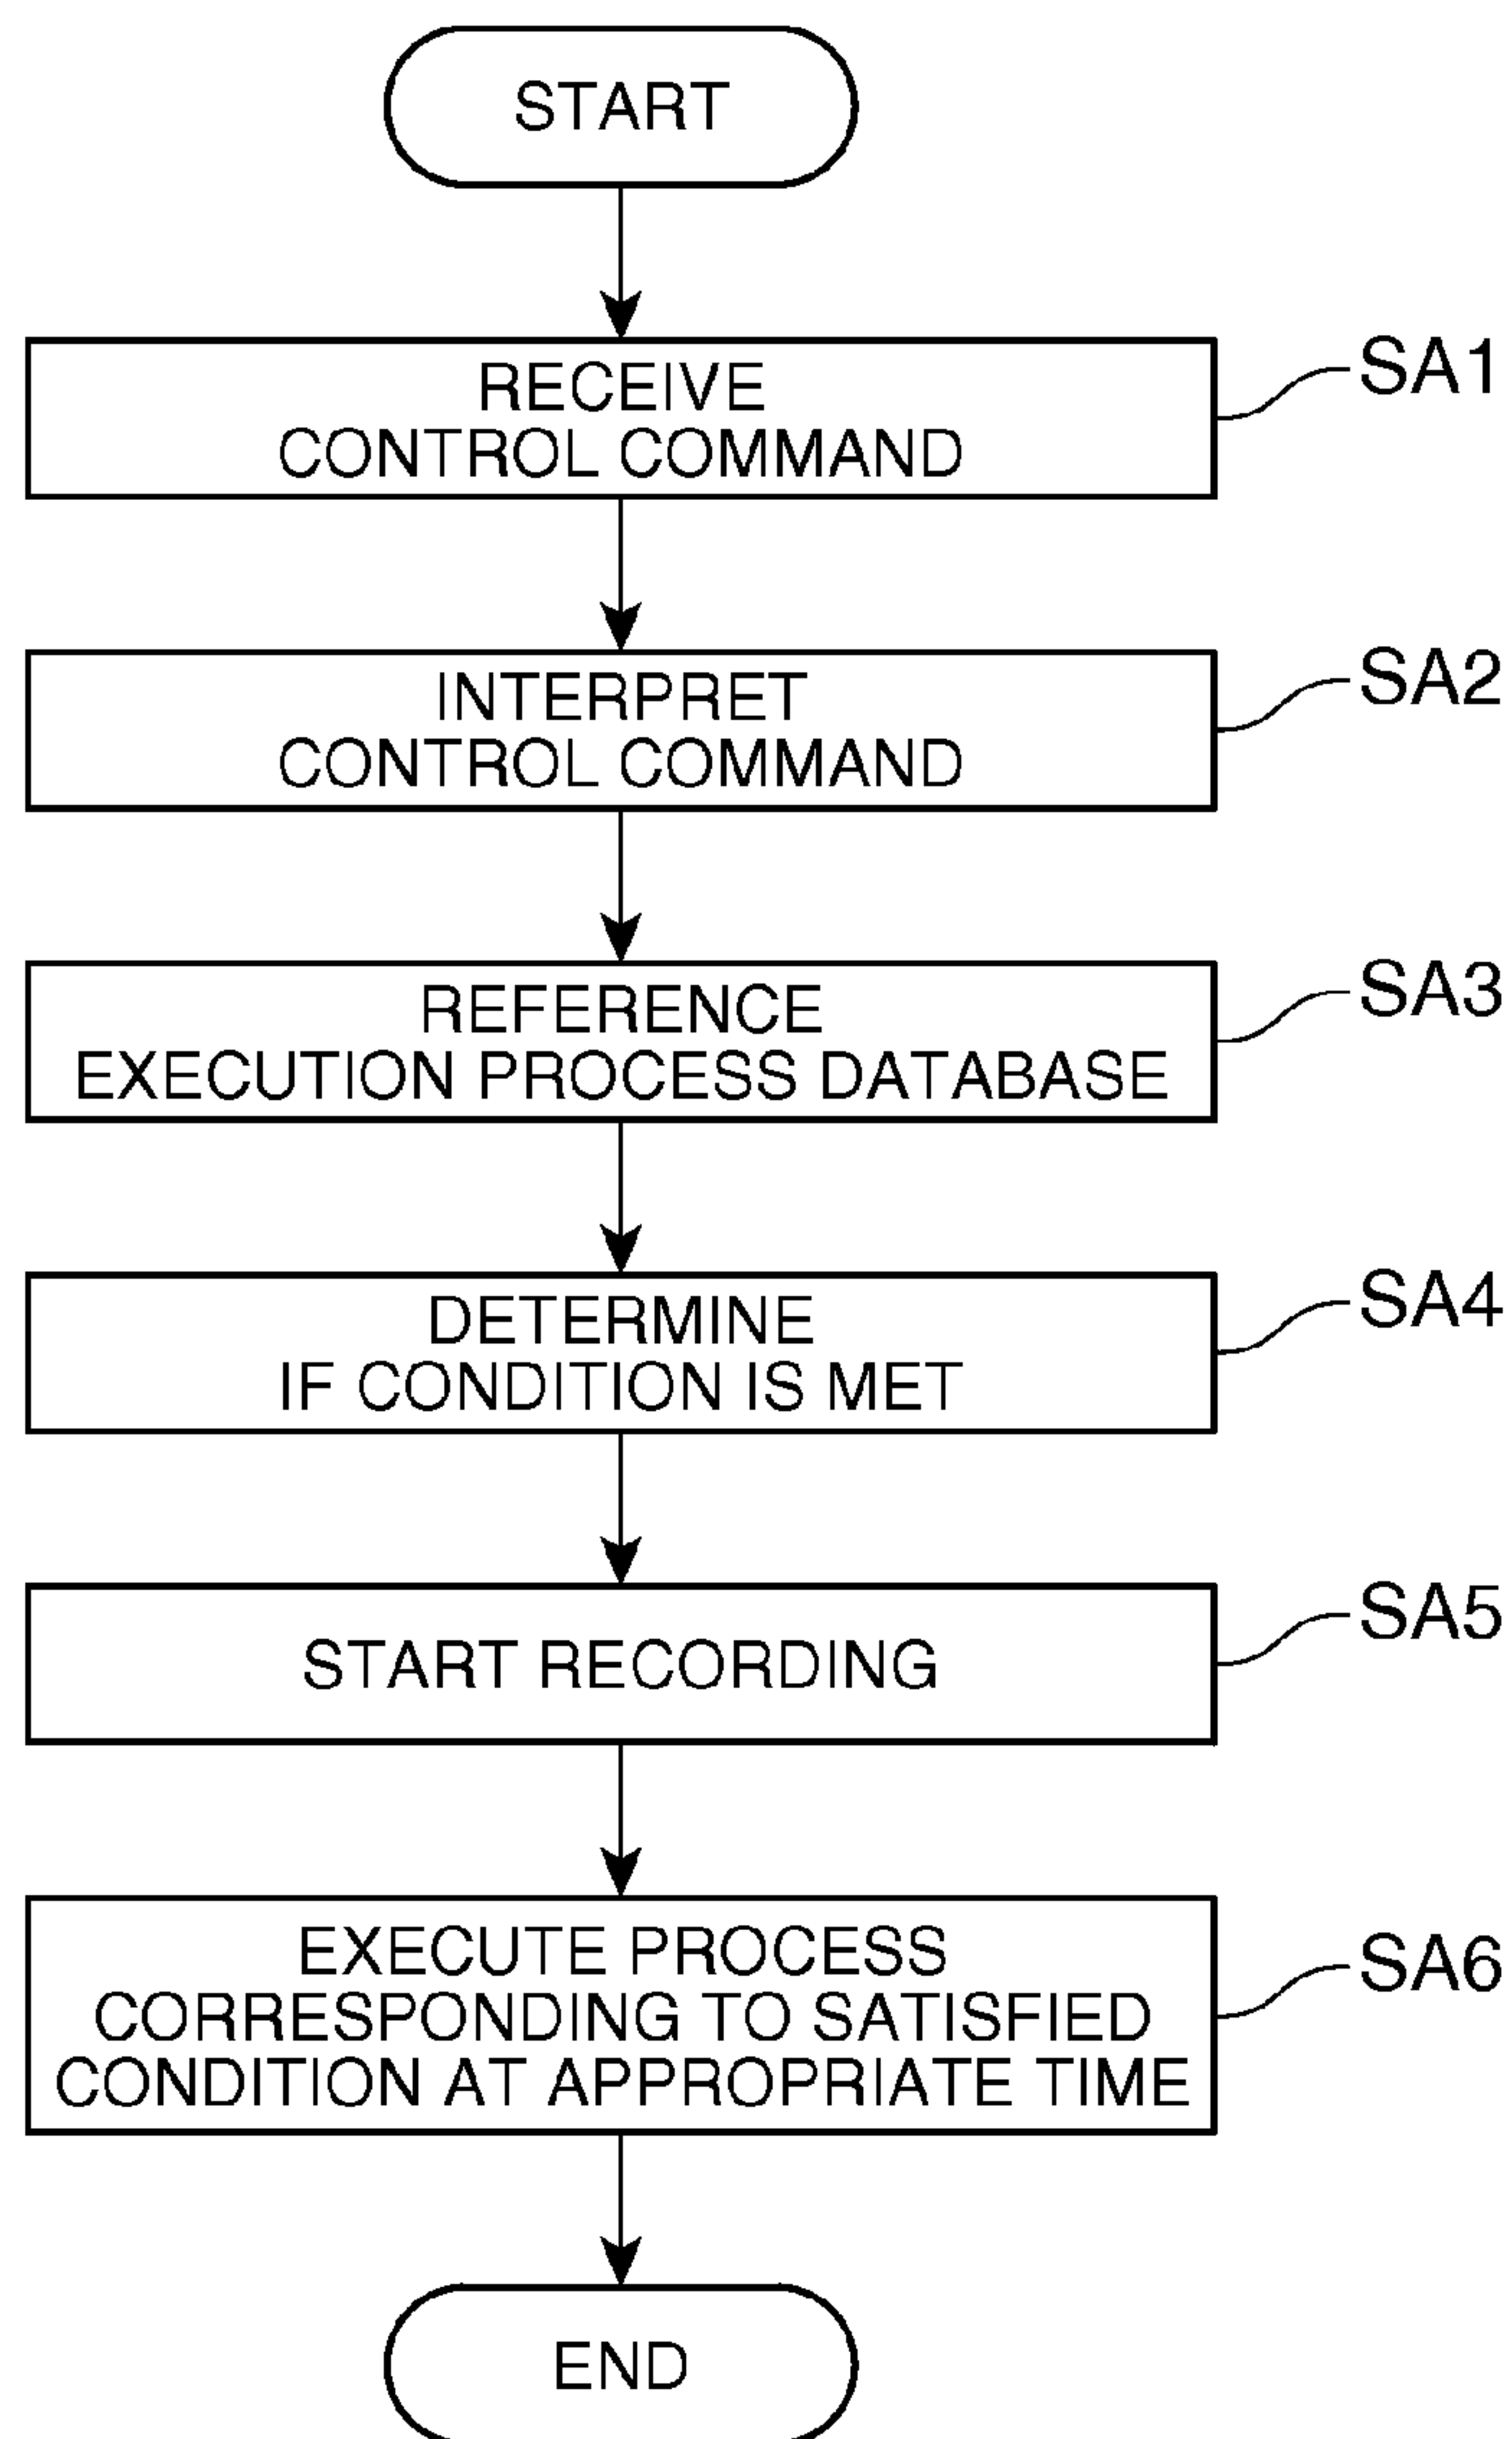 START
RECEIVE
CONTROL COMMAND
SA1
INTERPRET
CONTROL COMMAND
SA2
REFERENCE
EXECUTION PROCESS DATABASE
SA3
DETERMINE
IF CONDITION IS MET
SA4
START RECORDING
SA5
EXECUTE PROCESS
CORRESPONDING TO SATISFIED
CONDITION AT APPROPRIATE TIME
SA6
END